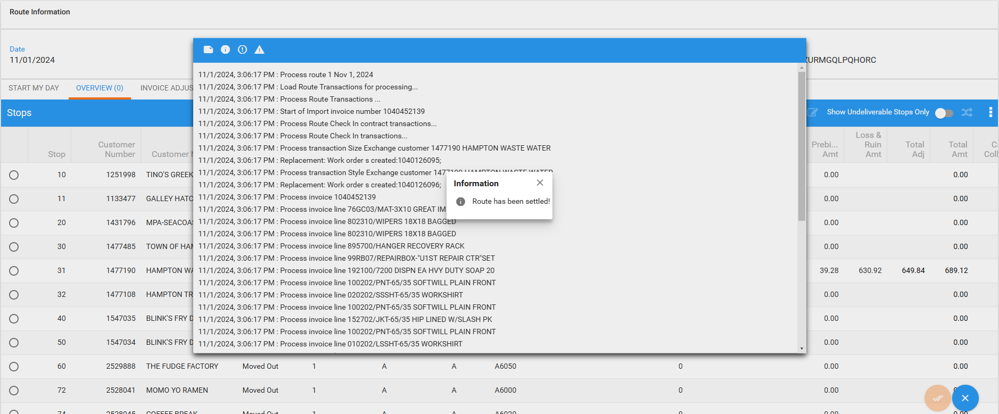 Route Information
Date
11/01/2024
URMGQLPQHORC
START MY DAY
OVERVIEW (0)
INVOICE ADJUS
Stops
Show Undeliverable Stops Only
Stop
Customer Number
Customer
Prebi... Amt
Loss & Ruin Amt
Total Adj
Total Amt
11/1/2024, 3:06:17 PM : Process route 1 Nov 1, 2024
11/1/2024, 3:06:17 PM : Load Route Transactions for processing...
11/1/2024, 3:06:17 PM : Process Route Transactions ...
11/1/2024, 3:06:17 PM : Start of Import invoice number 1040452139
11/1/2024, 3:06:17 PM : Process Route Check In contract transactions...
11/1/2024, 3:06:17 PM : Process Route Check In transactions...
11/1/2024, 3:06:17 PM : Process transaction Size Exchange customer 1477190 HAMPTON WASTE WATER
11/1/2024, 3:06:17 PM : Replacement: Work order s created:1040126095;
11/1/2024, 3:06:17 PM : Process transaction Style Exchange customer 1477190 HAMPTON WASTE WATER
11/1/2024, 3:06:17 PM : Replacement: Work order s created:1040126096;
11/1/2024, 3:06:17 PM : Process invoice 1040452139
11/1/2024, 3:06:17 PM : Process invoice line 76GC03/MAT-3X10 GREAT IM
11/1/2024, 3:06:17 PM : Process invoice line 802310/WIPERS 18X18 BAGGED
11/1/2024, 3:06:17 PM : Process invoice line 802310/WIPERS 18X18 BAGGED
11/1/2024, 3:06:17 PM : Process invoice line 895700/HANGER RECOVERY RACK
11/1/2024, 3:06:17 PM : Process invoice line 99RB07/REPAIRBOX-"U1ST REPAIR CTR"SET
11/1/2024, 3:06:17 PM : Process invoice line 192100/7200 DISPN EA HVY DUTY SOAP 20
11/1/2024, 3:06:17 PM : Process invoice line 100202/PNT-65/35 SOFTWILL PLAIN FRONT
11/1/2024, 3:06:17 PM : Process invoice line 020202/SSSHT-65/35 WORKSHIRT
11/1/2024, 3:06:17 PM : Process invoice line 100202/PNT-65/35 SOFTWILL PLAIN FRONT
11/1/2024, 3:06:17 PM : Process invoice line 152702/JKT-65/35 HIP LINED W/SLASH PK
11/1/2024, 3:06:17 PM : Process invoice line 100202/PNT-65/35 SOFTWILL PLAIN FRONT
11/1/2024, 3:06:17 PM : Process invoice line 010202/LSSHT-65/35 WORKSHIRT
Information
Route has been settled!
10 1251998 TINO'S GREEK 0.00 0.00
11 1133477 GALLEY HATC 0.00 0.00
20 1431796 MPA-SEACOAS 0.00 0.00
30 1477485 TOWN OF HAM 0.00 0.00
31 1477190 HAMPTON WA 39.28 630.92 649.84 689.12
32 1477108 HAMPTON TR 0.00 0.00
40 1547035 BLINK'S FRY D 0.00 0.00
50 1547034 BLINK'S FRY D 0.00 0.00
60 2529888 THE FUDGE FACTORY Moved Out 1 A A A6050 0 0.00 0.00
72 2528041 MOMO YO RAMEN Moved Out 1 A A A6000 0 0.00
74 2528045 COFFEE BREAK Moved Out 1 A A 0 0.00 0.00